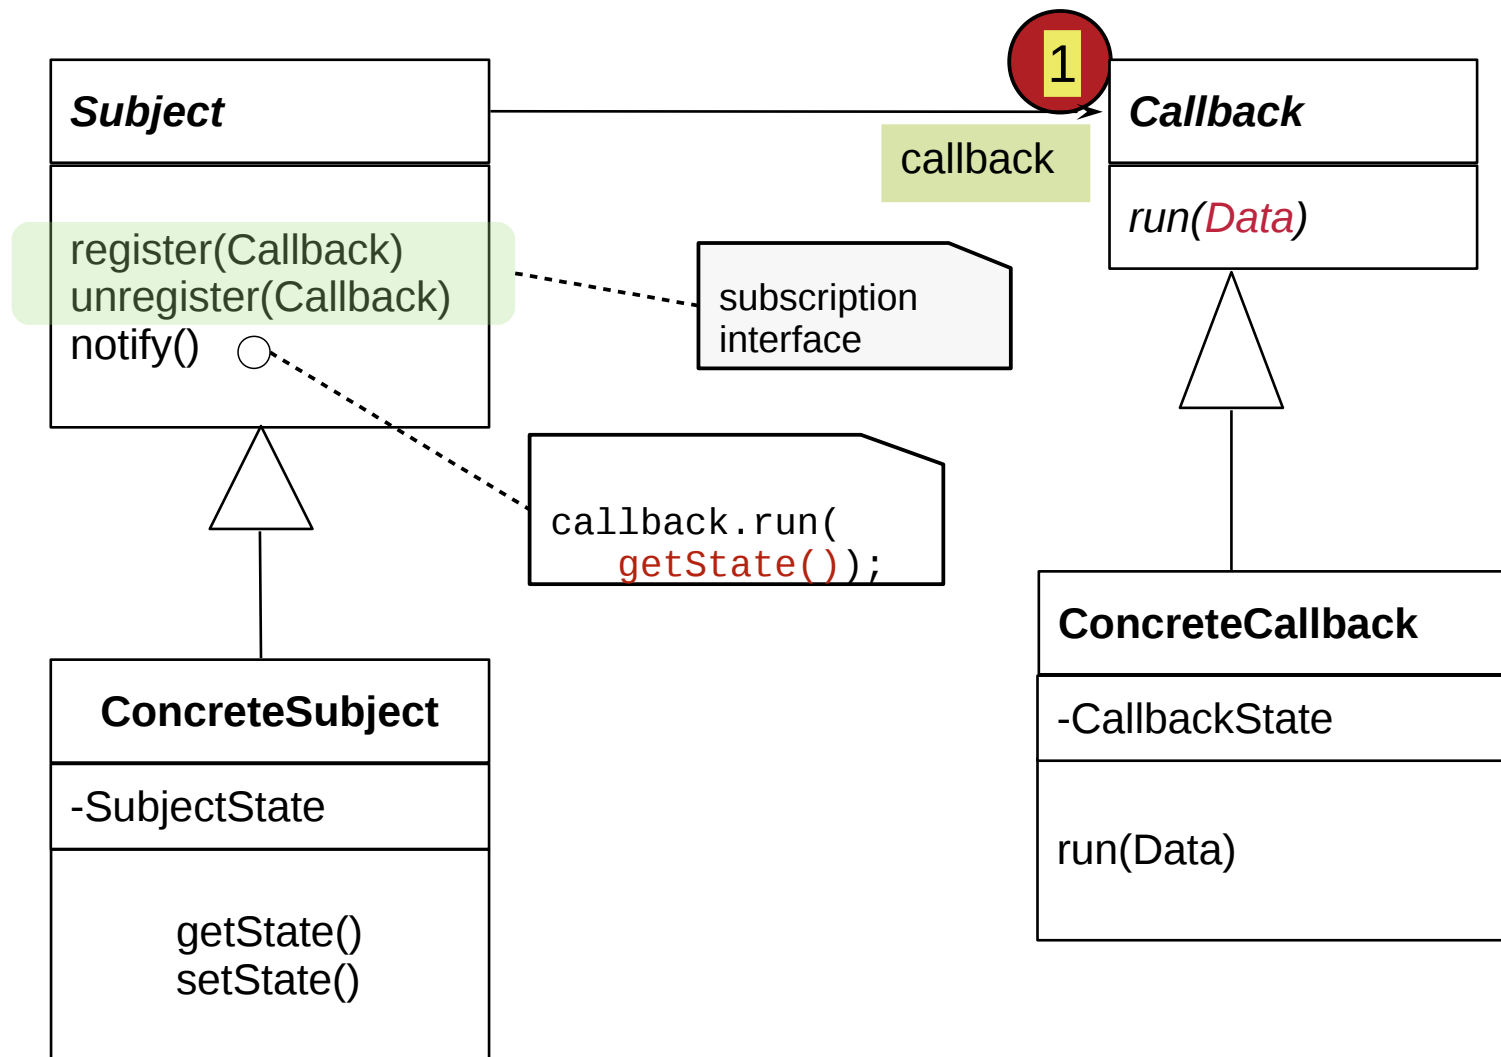 Subject
1
Callback
callback
run(Data)
register(Callback)
unregister(Callback)
notify()
subscription
interface
callback.run(
getState());
ConcreteCallback
-CallbackState
run(Data)
ConcreteSubject
-SubjectState
getState()
setState()